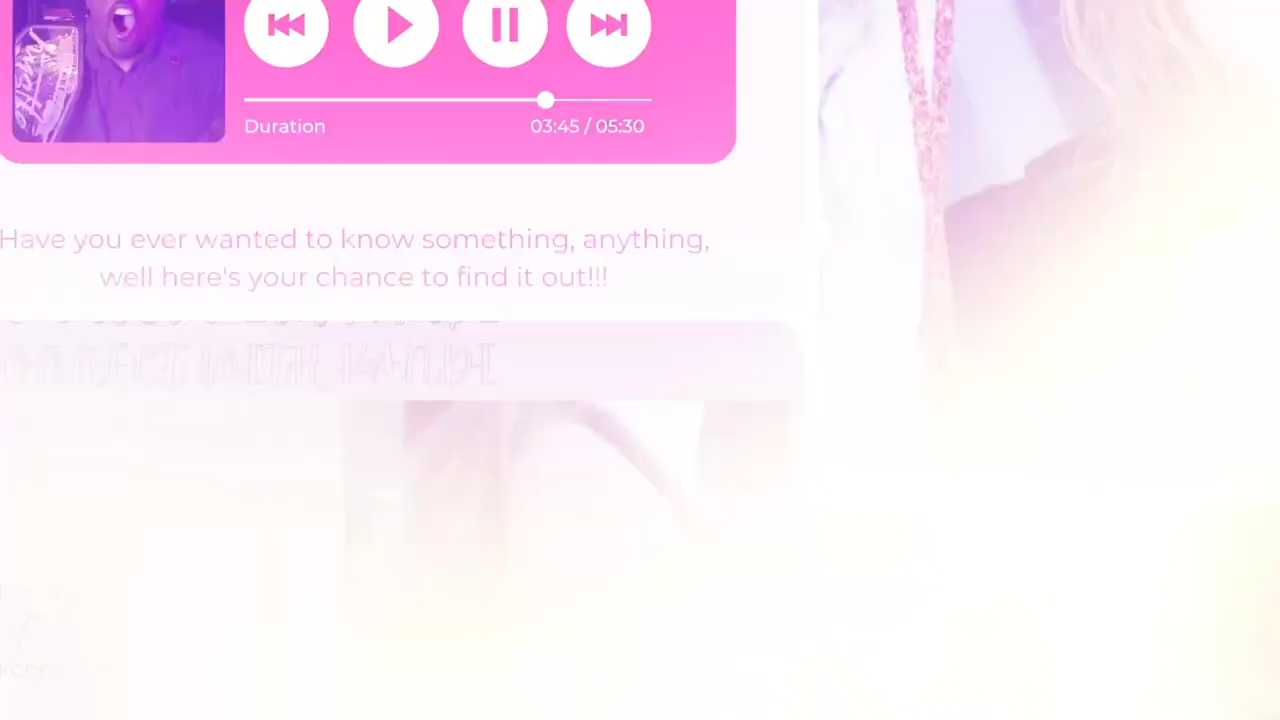 Duration 03:45 / 05:30
Have you ever wanted to know something, anything,
well here's your chance to find it out!!!